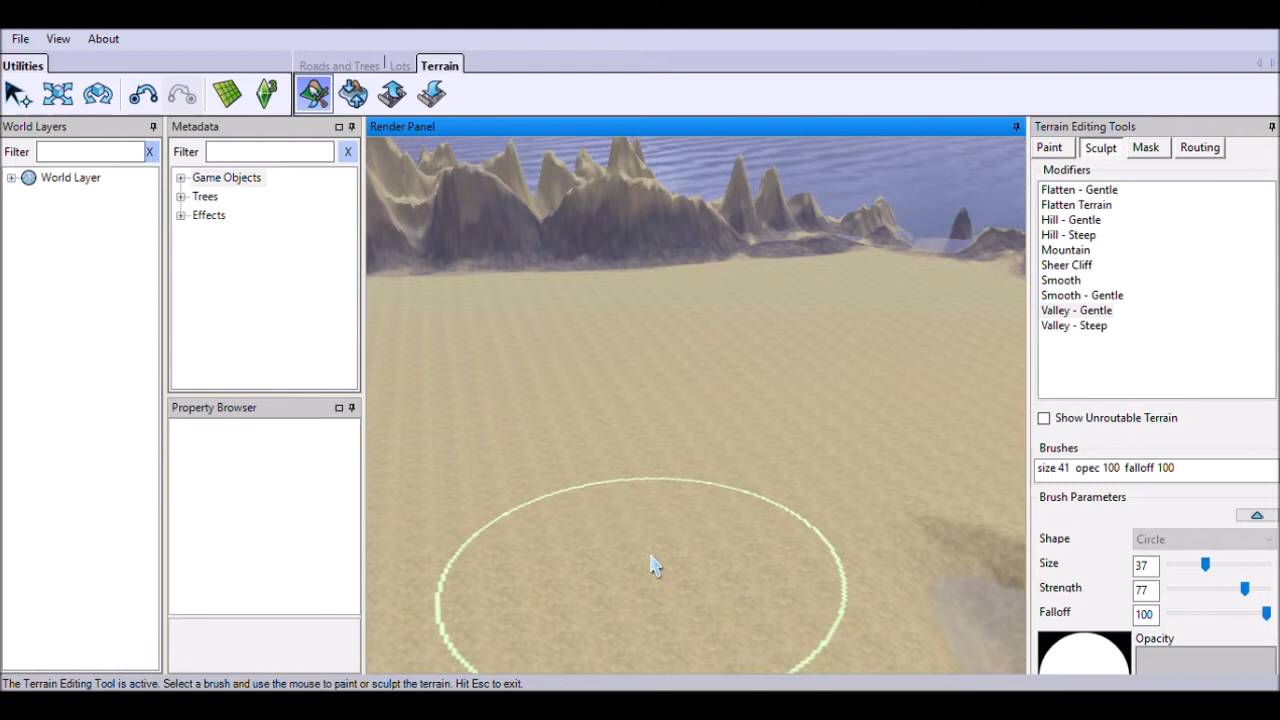 File View About
Utilities
Roads and Trees Lots Terrain
World Layers
Filter X
World Layer
Metadata
Filter X
Game Objects
Trees
Effects
Property Browser
Render Panel
Terrain Editing Tools
Paint Sculpt Mask Routing
Modifiers
Flatten - Gentle
Flatten Terrain
Hill - Gentle
Hill - Steep
Mountain
Sheer Cliff
Smooth
Smooth - Gentle
Valley - Gentle
Valley - Steep
Show Unroutable Terrain
Brushes
size 41 opec 100 falloff 100
Brush Parameters
Shape Circle
Size 37
Strength 77
Falloff 100
Opacity
The Terrain Editing Tool is active. Select a brush and use the mouse to paint or sculpt the terrain. Hit Esc to exit.